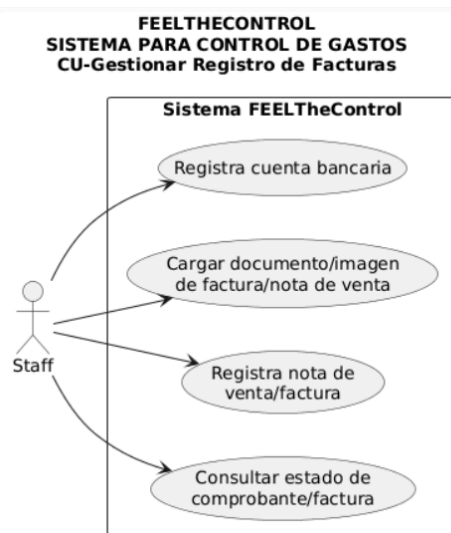 FEELTHECONTROL
SISTEMA PARA CONTROL DE GASTOS
CU-Gestionar Registro de Facturas
Sistema FEELTheControl
Registra cuenta bancaria
Cargar documento/imagen
de factura/nota de venta
Staff
Registra nota de
venta/factura
Consultar estado de
comprobante/factura